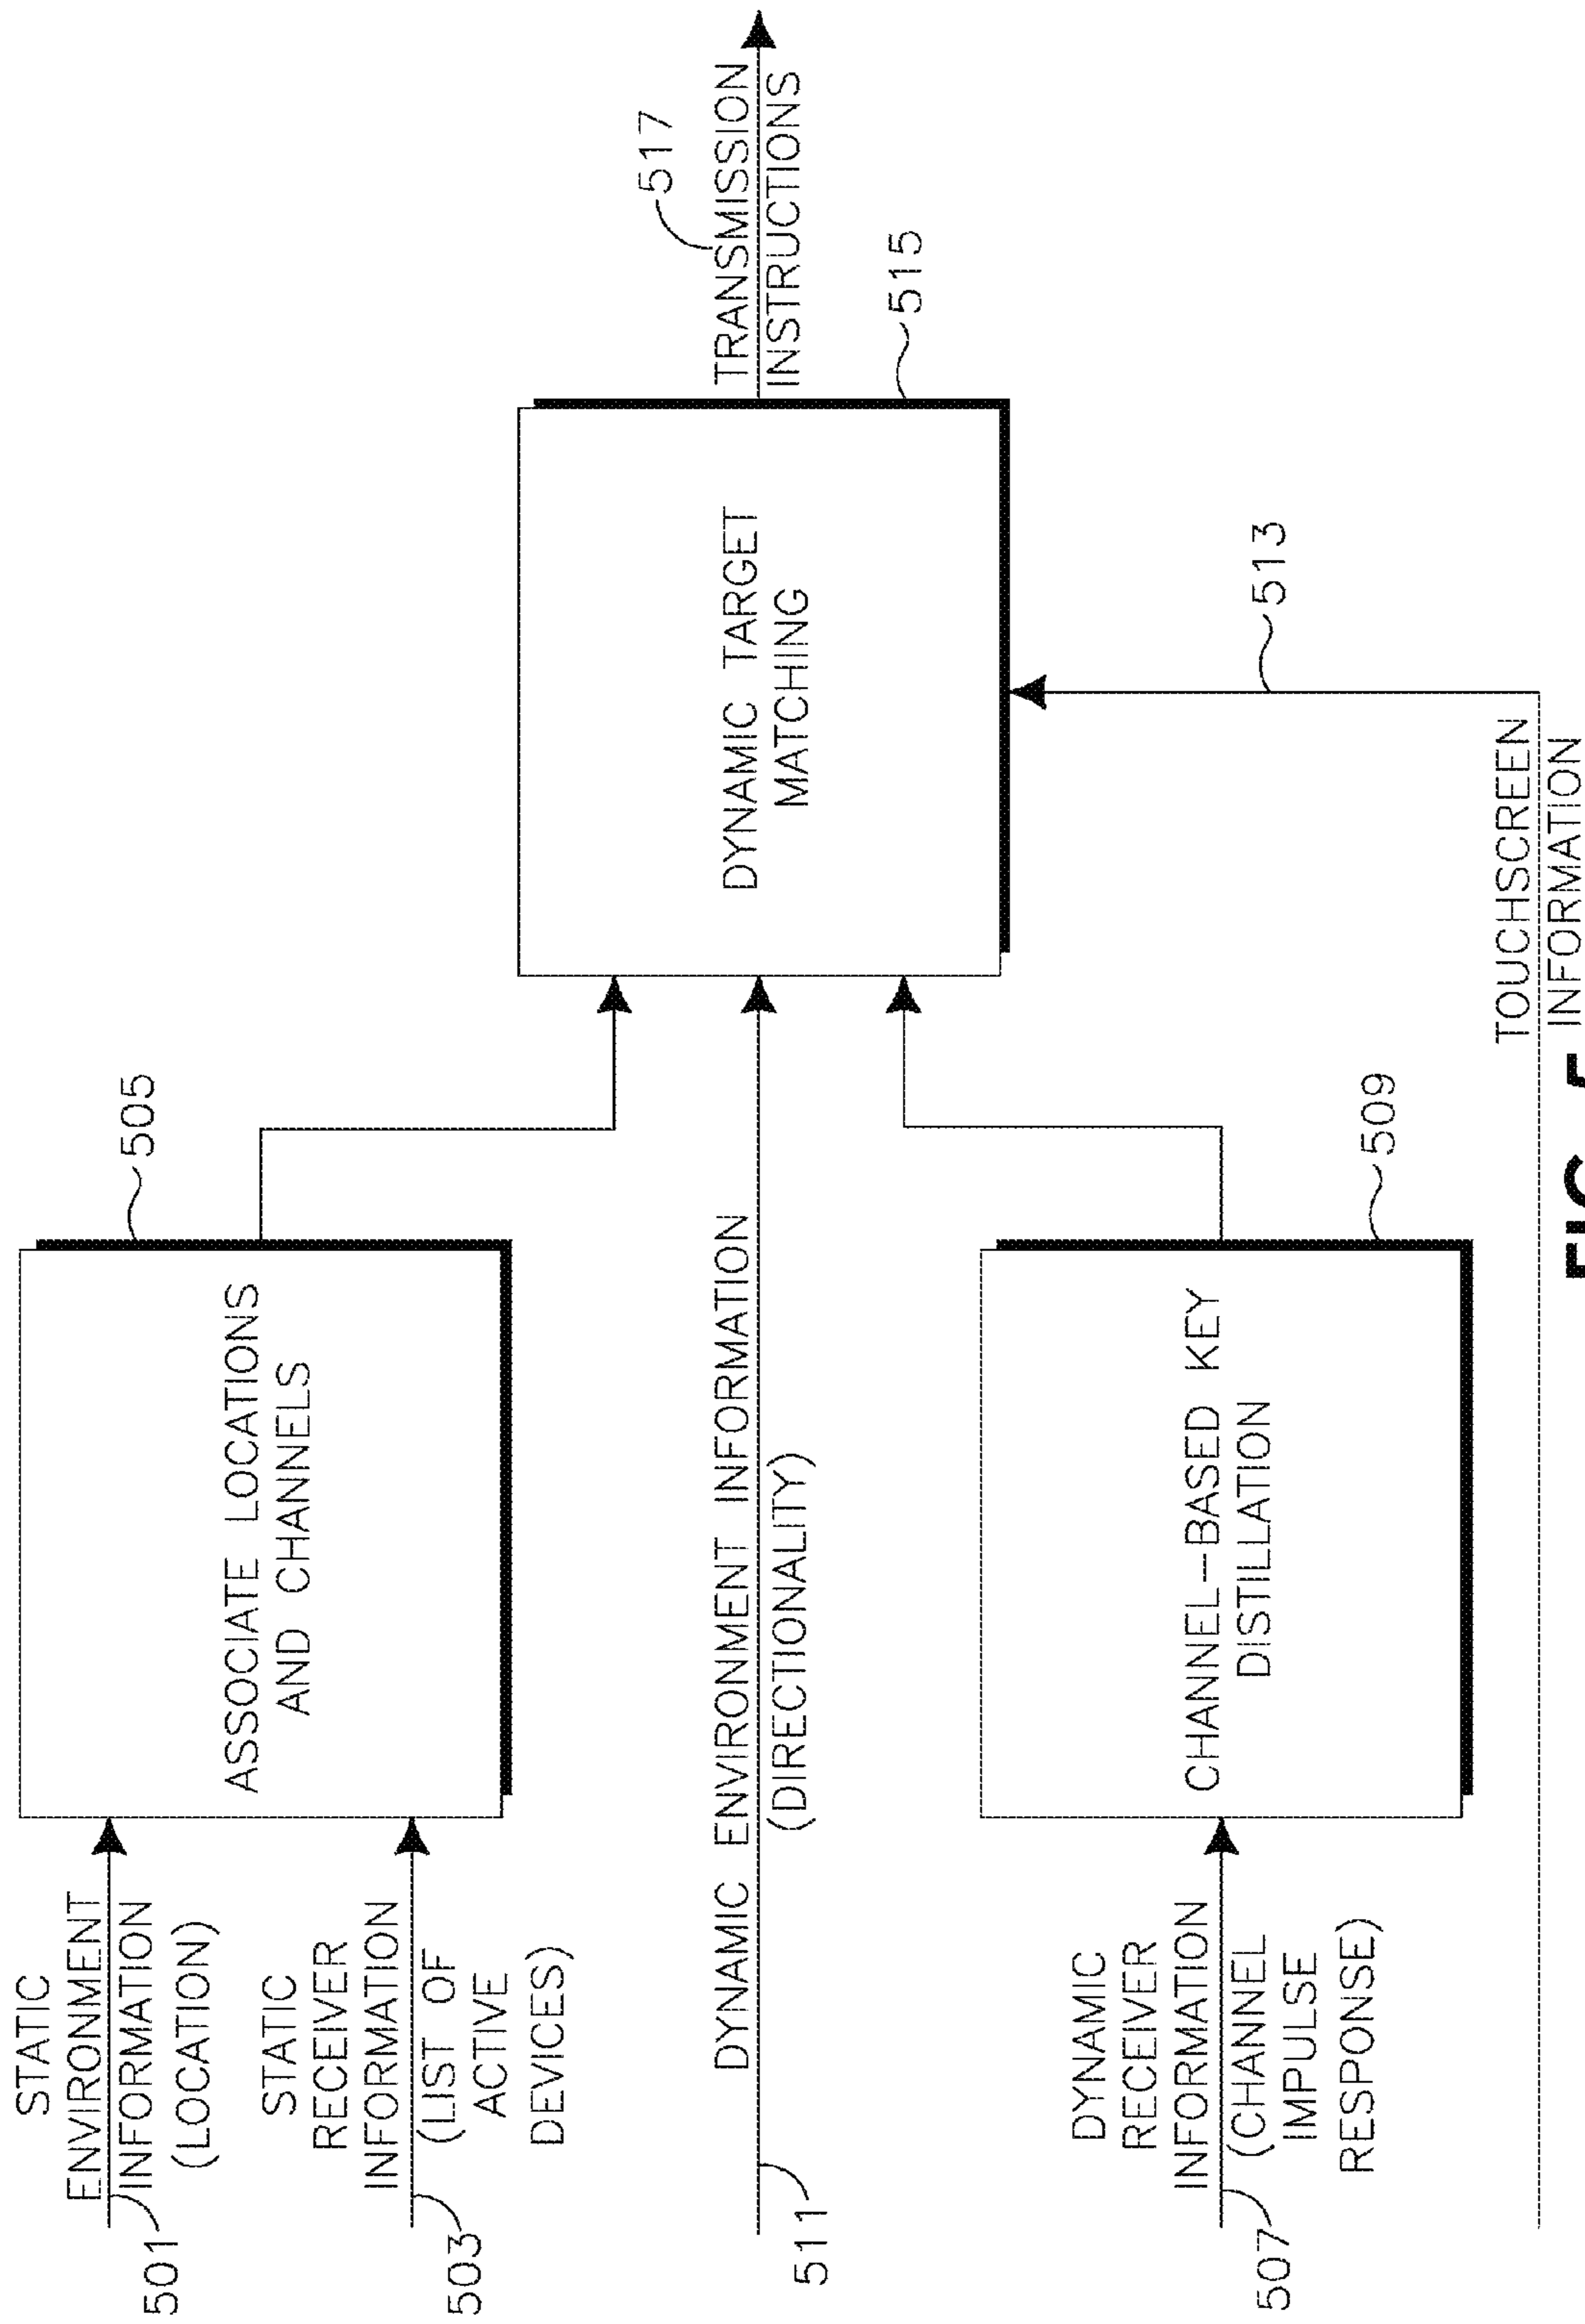 STATIC
ENVIRONMENT
INFORMATION
(LOCATION)
501
STATIC
RECEIVER
INFORMATION
(LIST OF
ACTIVE
DEVICES)
503
ASSOCIATE LOCATIONS
AND CHANNELS
505
DYNAMIC ENVIRONMENT INFORMATION
(DIRECTIONALITY)
511
DYNAMIC
RECEIVER
INFORMATION
(CHANNEL
IMPULSE
RESPONSE)
507
CHANNEL--BASED KEY
DISTILLATION
509
DYNAMIC TARGET
MATCHING
515
TRANSMISSION
INSTRUCTIONS
517
513
TOUCHSCREEN
INFORMATION